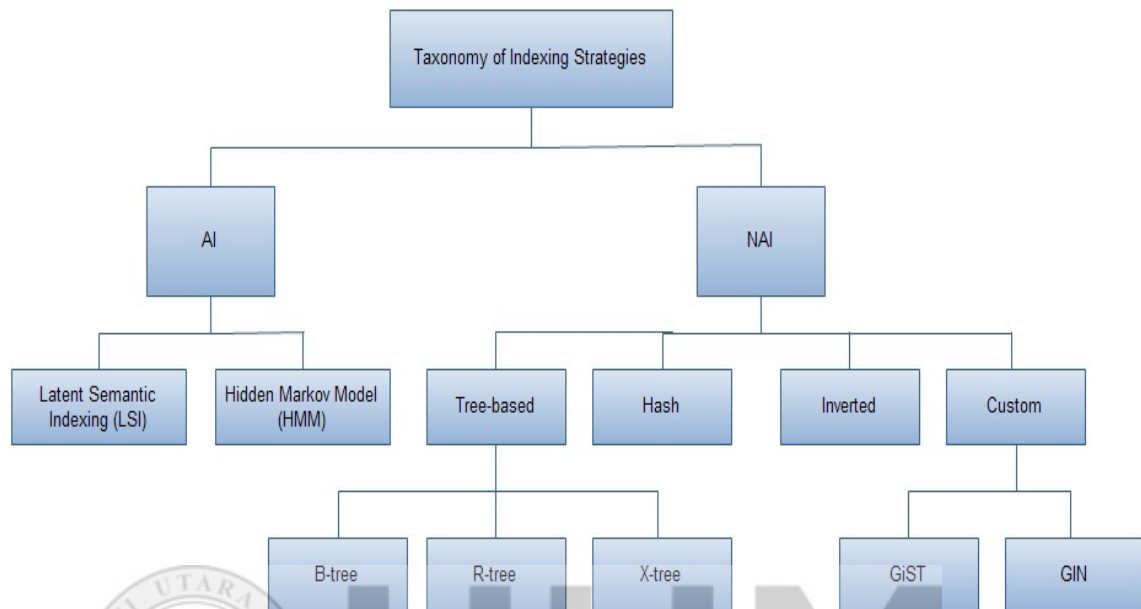 Taxonomy of Indexing Strategies
AI
NAI
Latent Semantic
Indexing (LSI)
Hidden Markov Model
(HMM)
Tree-based
Hash
Inverted
Custom
B-tree
R-tree
X-tree
GiST
GIN
UTARA